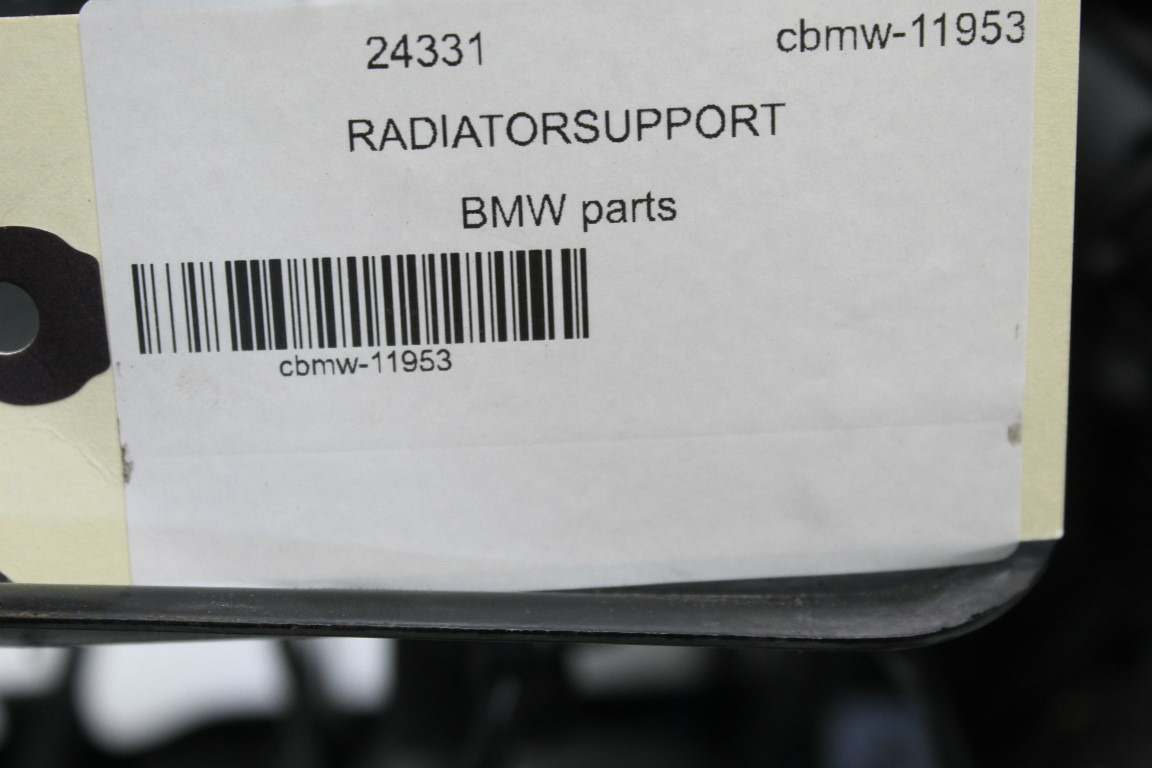 24331 cbmw-11953
RADIATORSUPPORT
BMW parts
cbmw-11953